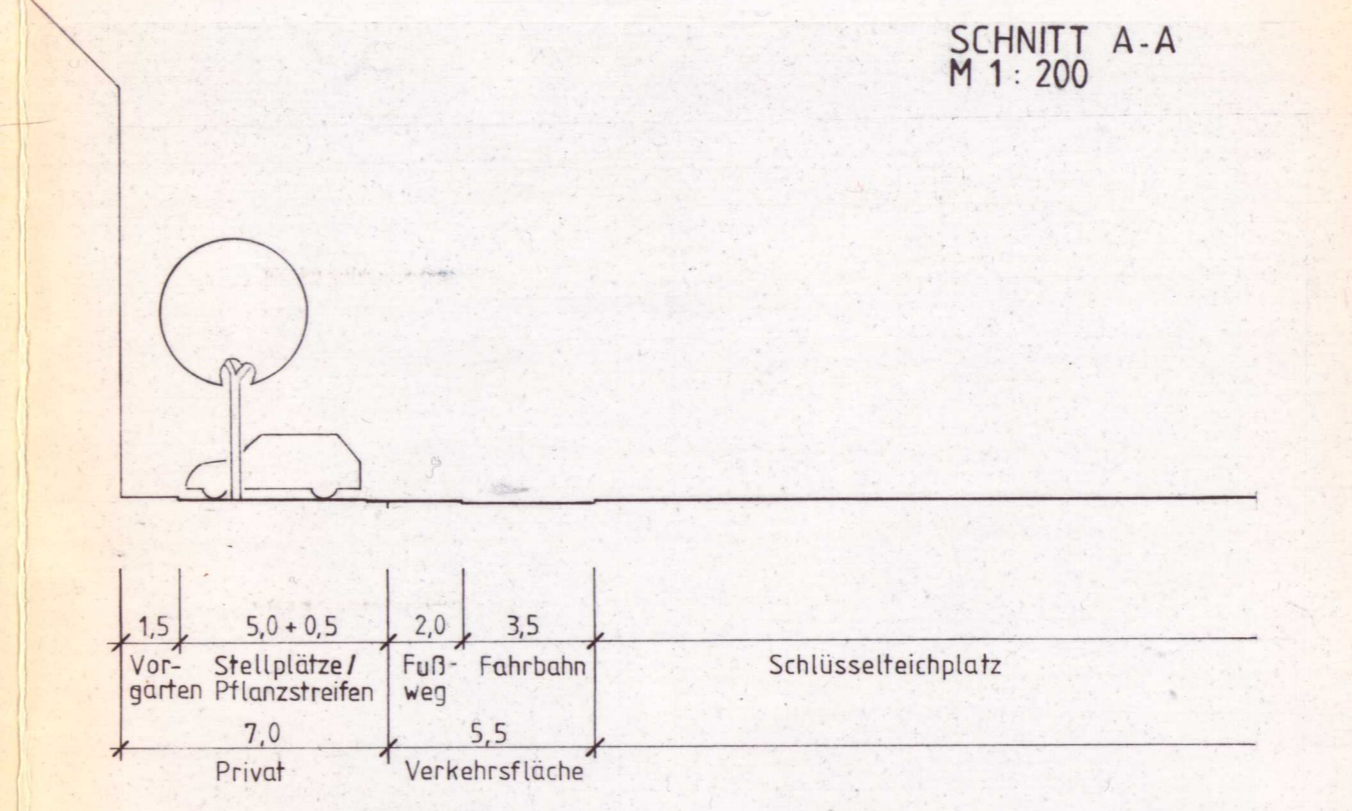 SCHNITT A-A
M 1: 200
1,5 5,0 + 0,5 2,0 3,5
Vor- Stellplätze/ Fuß- Fahrbahn Schlüsselteichplatz
gärten Pflanzstreifen weg
7,0 5,5
Privat Verkehrsfläche